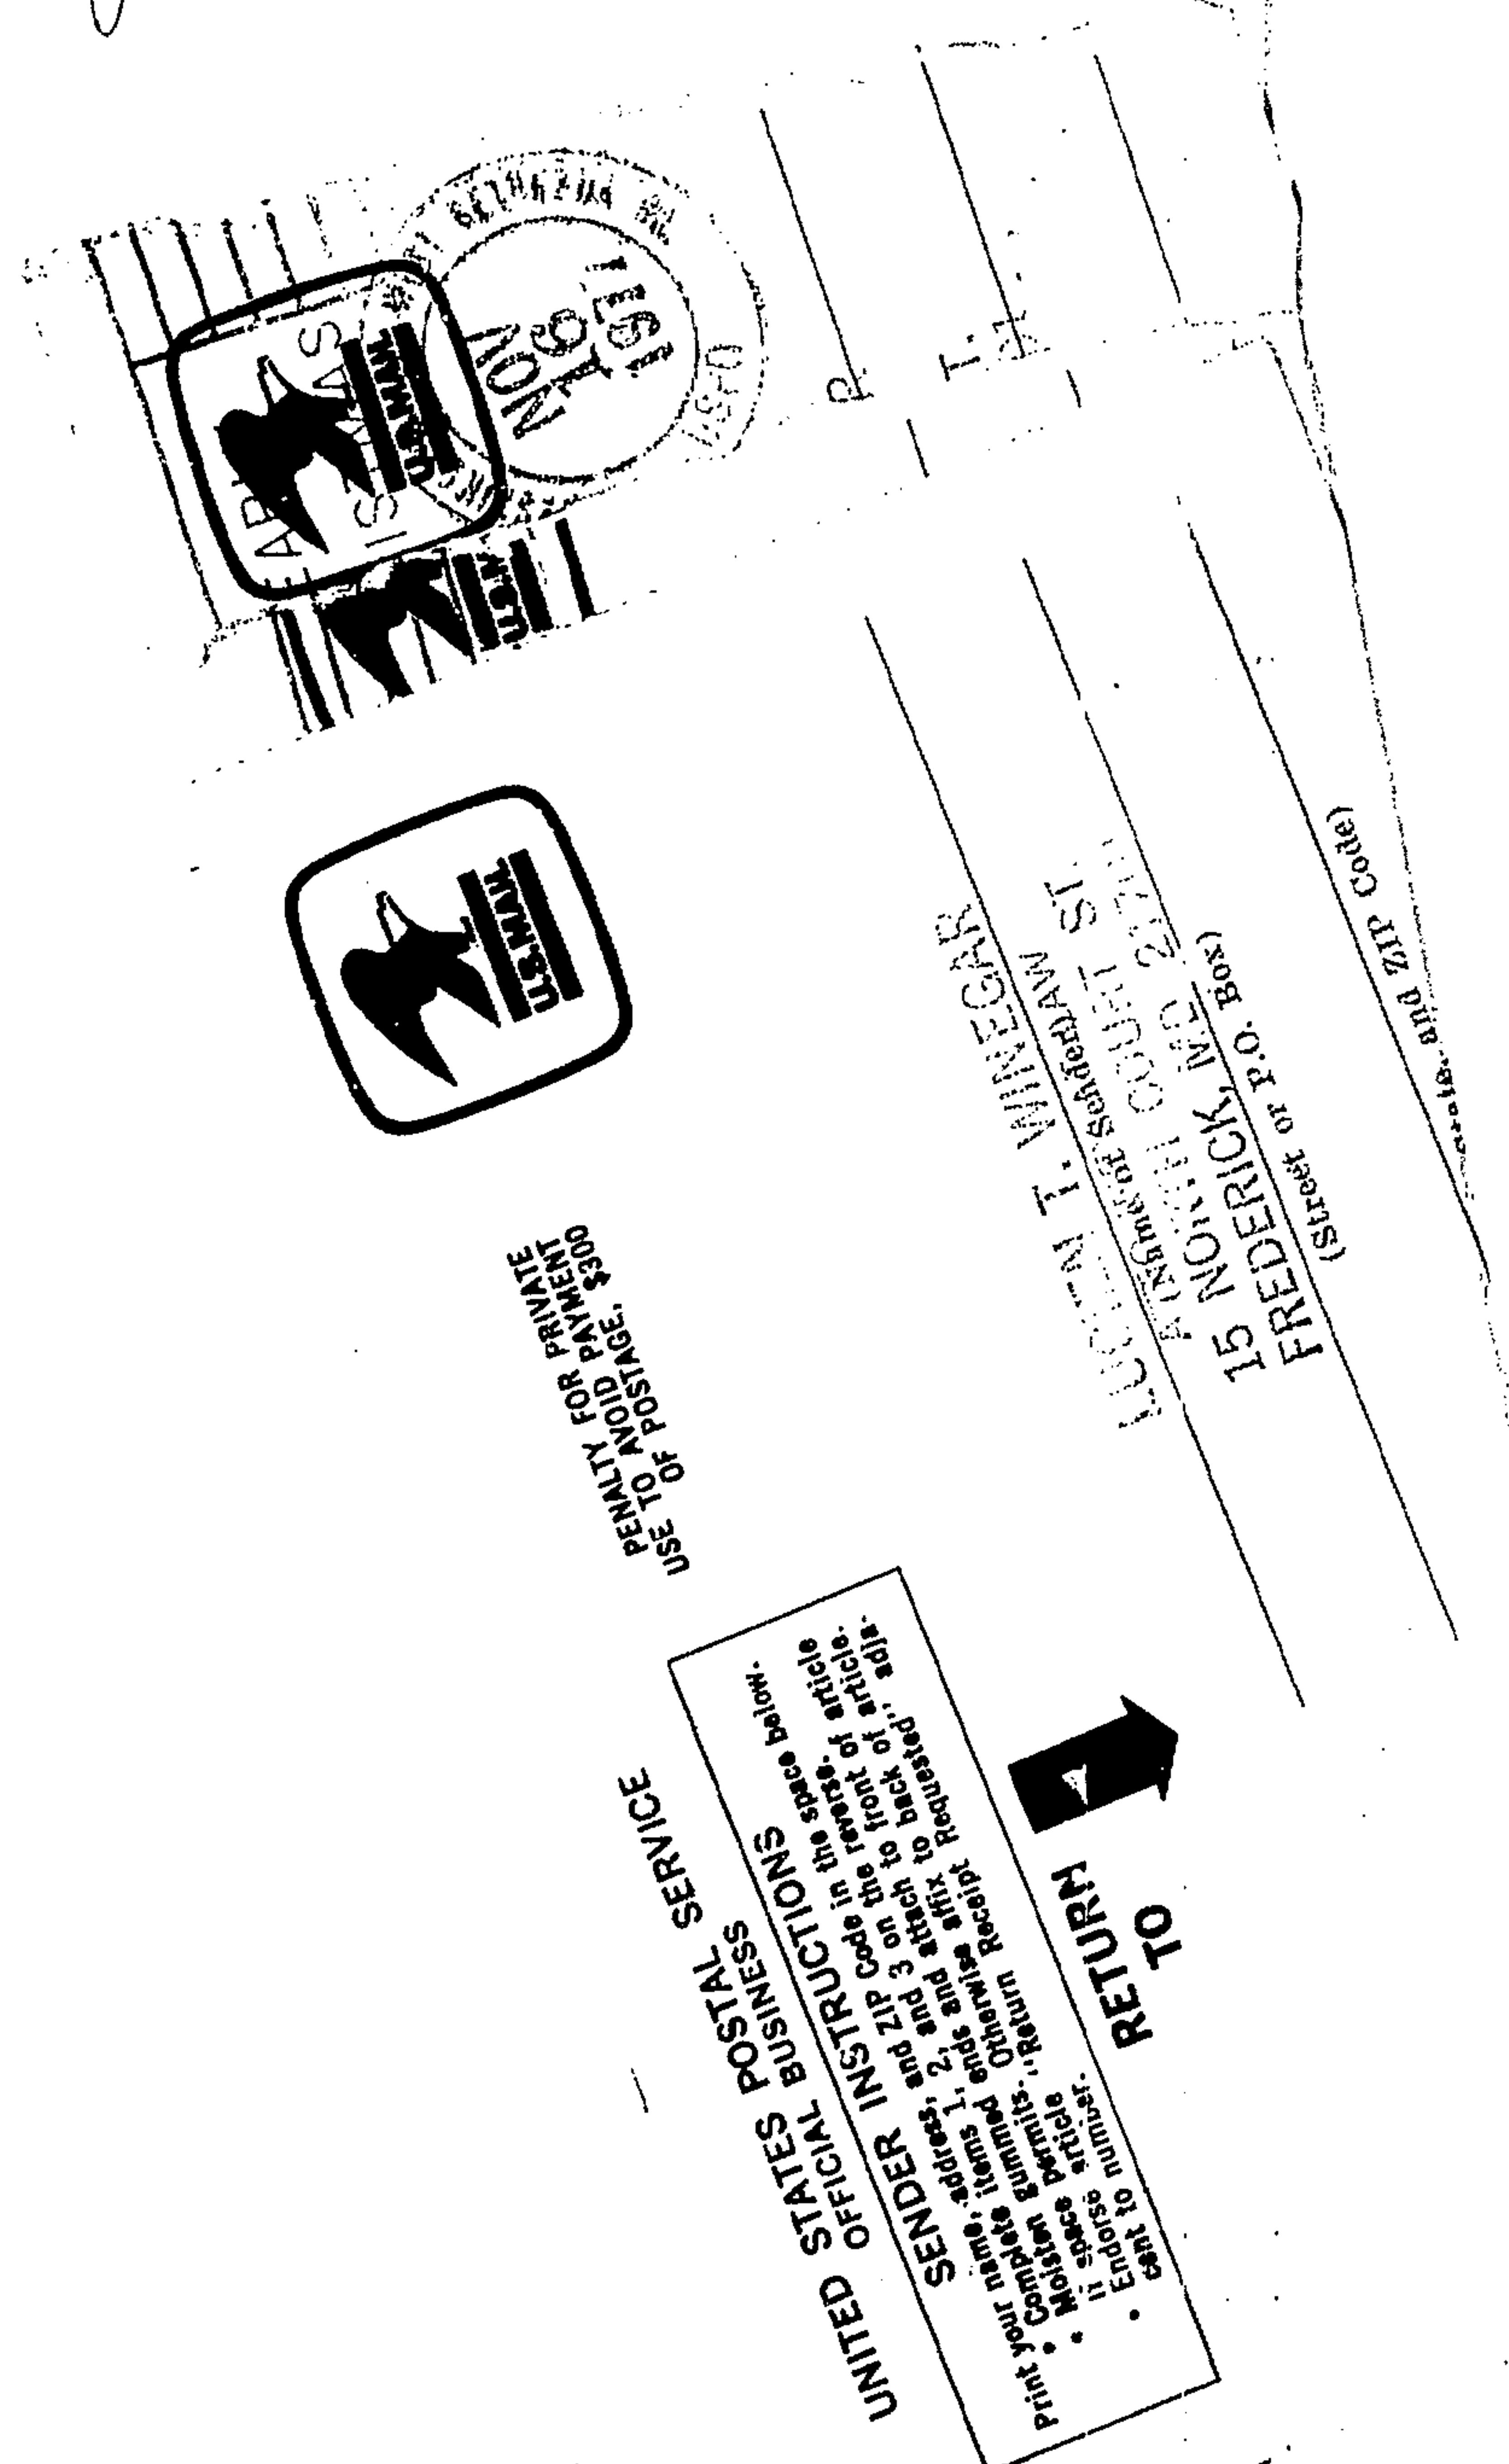 UNITED STATES POSTAL SERVICE
OFFICIAL BUSINESS
SENDER INSTRUCTIONS
Print your name, address, and ZIP Code in the space below.
• Complete items 1, 2, and 3 on the reverse.
• Moisten gummed ends and attach to front of article
if space permits. Otherwise affix to back of article.
• Endorse article "Return Receipt Requested" adja-
cent to number.
PENALTY FOR PRIVATE
USE TO AVOID PAYMENT
OF POSTAGE, $300
U.S.MAIL
U.S.MAIL
U.S.M
NOV
16
1977
RETURN
TO
T. WINEGAR
(Name of Sender)
AW
15 NORTH COURT ST.
FREDERICK, MD
(Street or P.O. Box)
and ZIP Code)